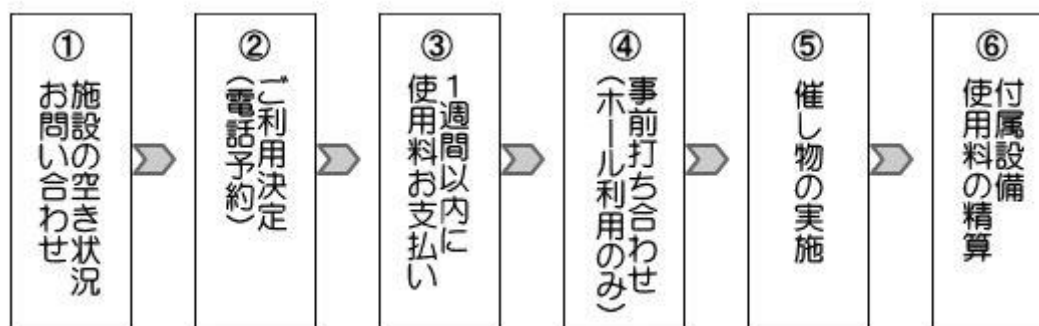 ①
施設の空き状況
お問い合わせ
②
ご利用決定
(電話予約)
③
1週間以内に
使用料お支払い
④
事前打ち合わせ
(ホール利用のみ)
⑤
催し物の実施
⑥
付属設備
使用料の精算